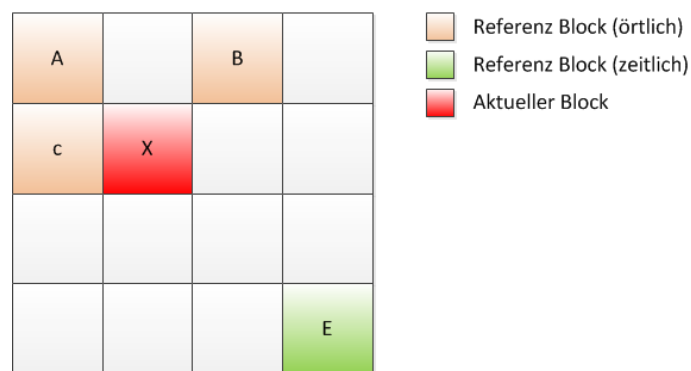 A
B
c
X
E
Referenz Block (örtlich)
Referenz Block (zeitlich)
Aktueller Block